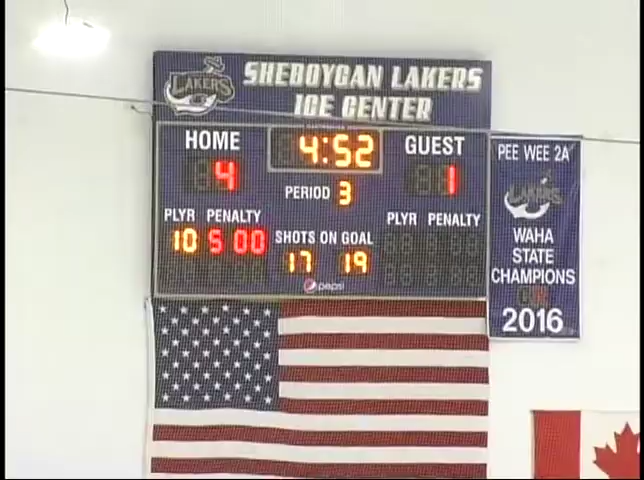 LAKERS
SHEBOYGAN LAKERS
ICE CENTER
HOME
4:52
GUEST
4
1
PERIOD 3
PLYR PENALTY
PLYR PENALTY
10 5 00
SHOTS ON GOAL
17 19
pepsi
PEE WEE 2A
LAKERS
WAHA
STATE
CHAMPIONS
2016